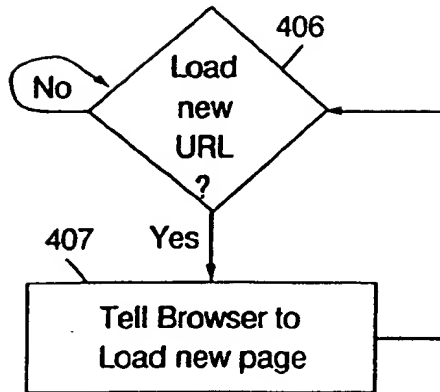 406
Load
new
URL
?
No
Yes
407
Tell Browser to
Load new page